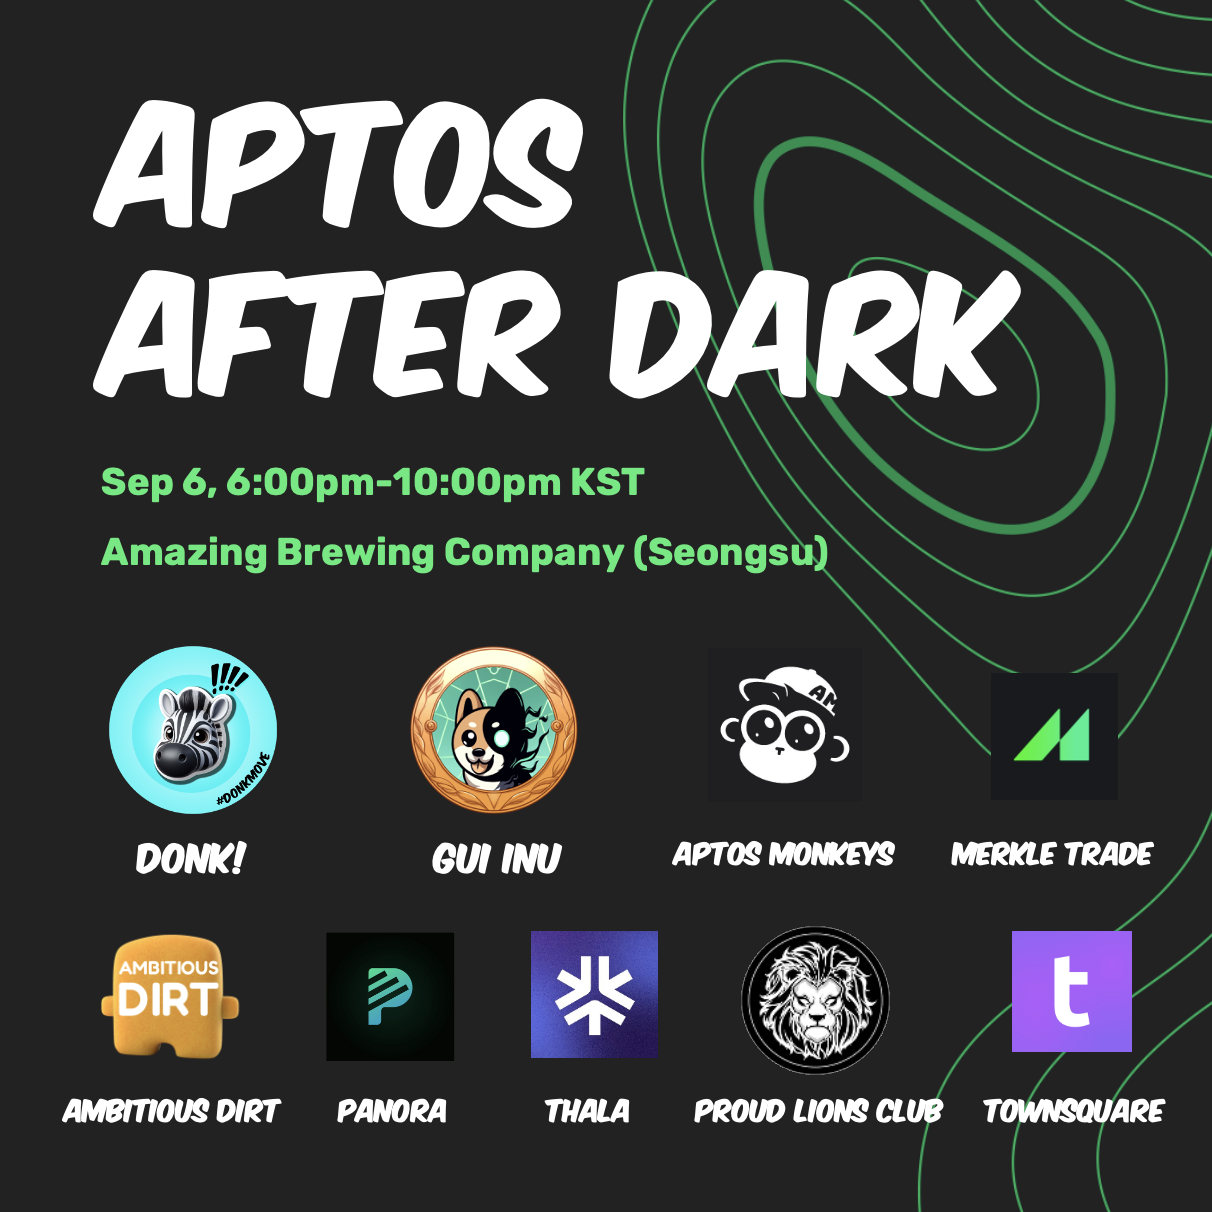 APTOS
AFTER DARK
Sep 6, 6:00pm-10:00pm KST
Amazing Brewing Company (Seongsu)
!!!!
#DONKMOVE
AM
DONK!
GUI INU
APTOS MONKEYS
MERKLE TRADE
AMBITIOUS
DIRT
P
t
AMBITIOUS DIRT
PANORA
THALA
PROUD LIONS CLUB
TOWNSQUARE